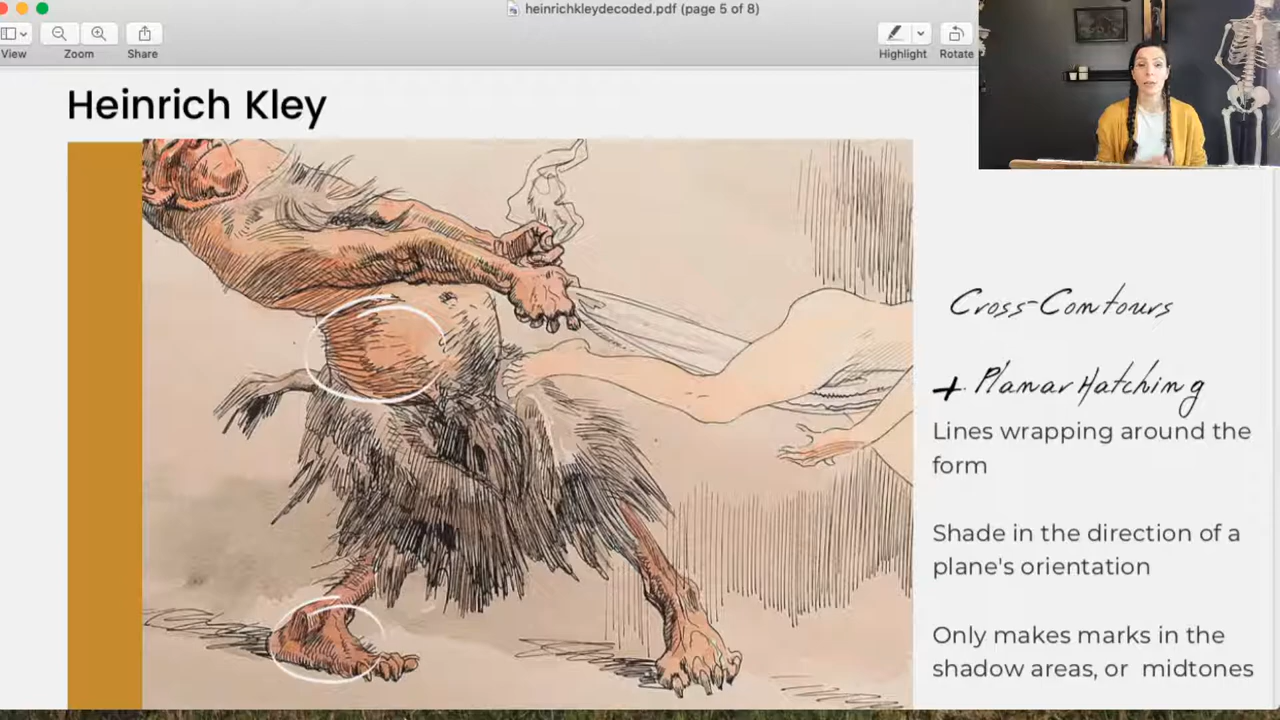 heinrichkleydecoded.pdf (page 5 of 8)
View
Zoom
Share
Highlight
Rotate
Heinrich Kley
Cross-Contours
+ Planar Hatching
Lines wrapping around the
form
Shade in the direction of a
plane's orientation
Only makes marks in the
shadow areas, or midtones